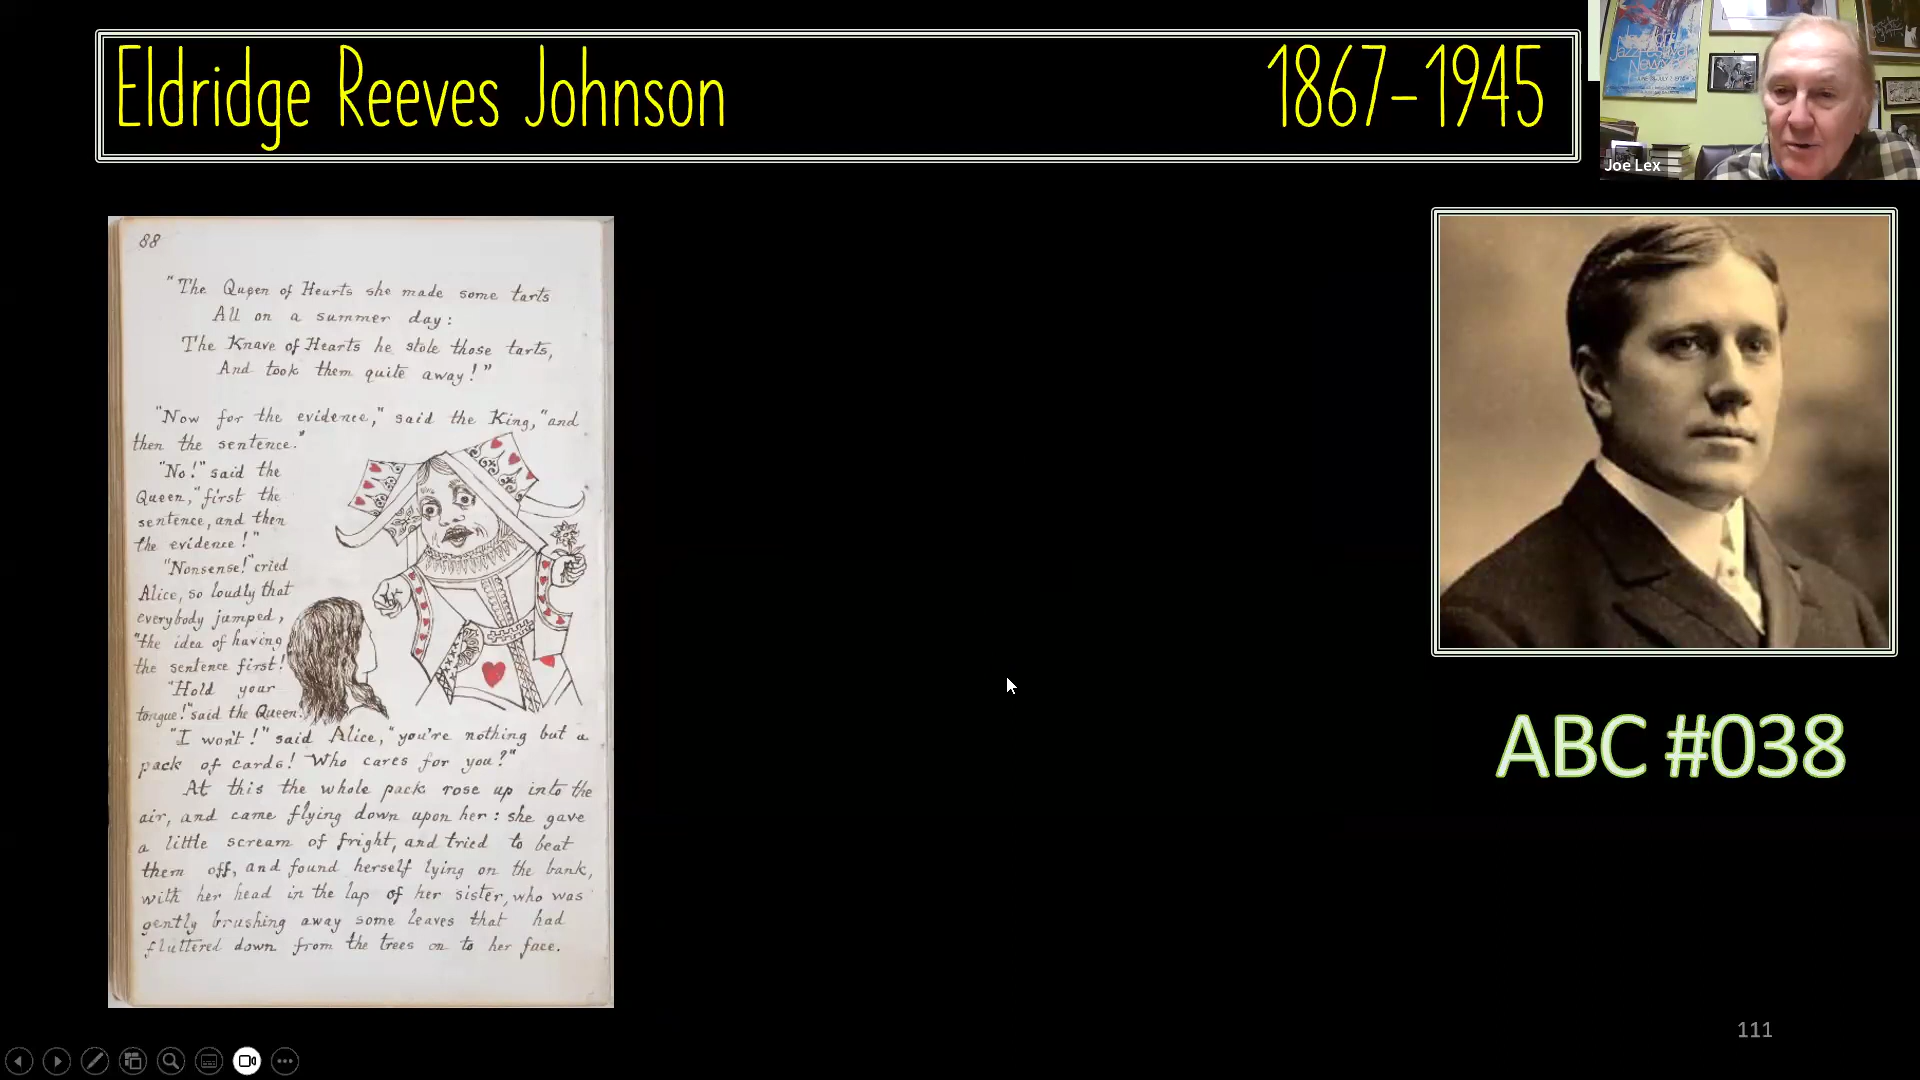 Eldridge Reeves Johnson 1867-1945
Joe Lex
88
"The Queen of Hearts she made some tarts
All on a summer day:
The Knave of Hearts he stole those tarts,
And took them quite away!"
"Now for the evidence," said the King, "and
then the sentence."
"No!" said the
Queen, "first the
sentence, and then
the evidence!"
"Nonsense!" cried
Alice, so loudly that
everybody jumped,
"the idea of having
the sentence first!
"Hold your
tongue!" said the Queen.
"I won't!" said Alice, "you're nothing but a
pack of cards! Who cares for you?"
At this the whole pack rose up into the
air, and came flying down upon her: she gave
a little scream of fright, and tried to beat
them off, and found herself lying on the bank,
with her head in the lap of her sister, who was
gently brushing away some leaves that had
fluttered down from the trees on to her face.
ABC #038
111